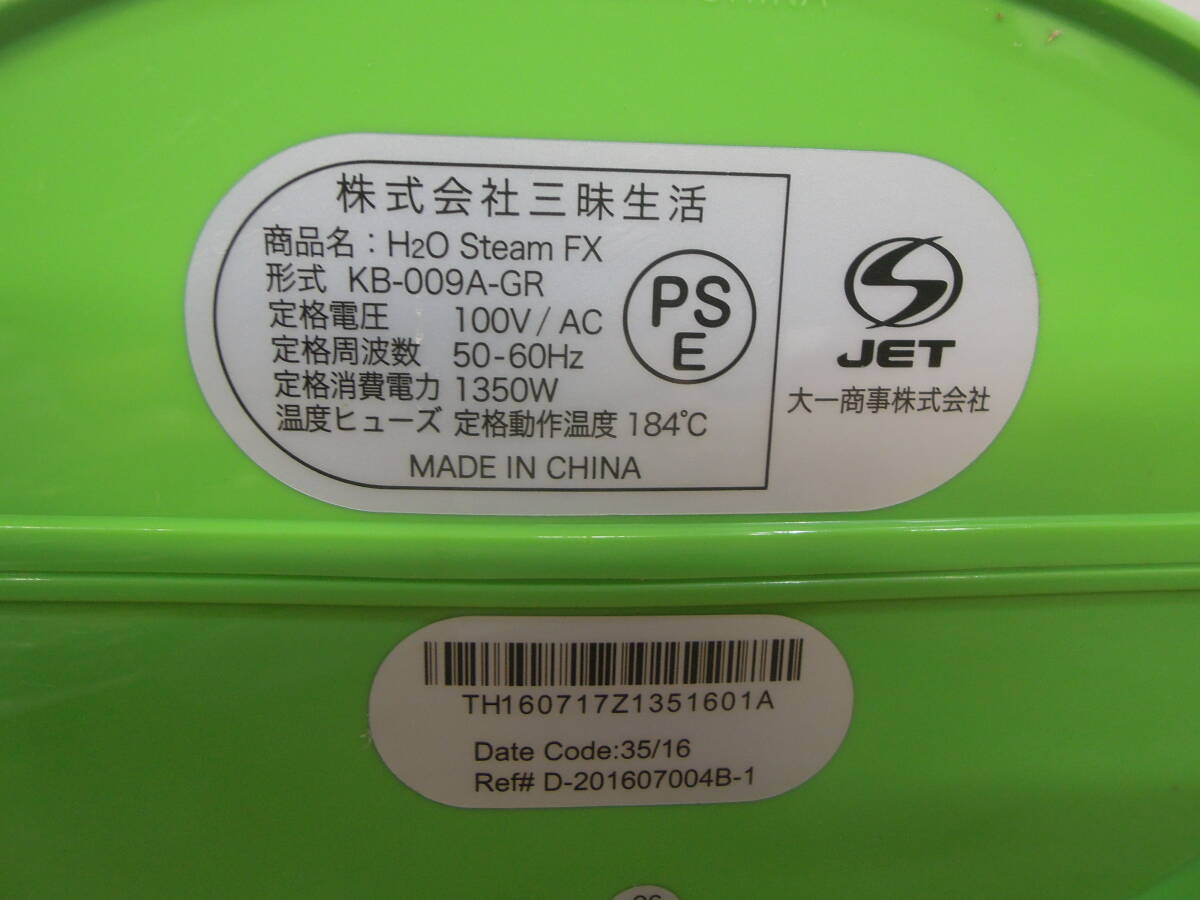 株式会社三昧生活
商品名：H2O Steam FX
形式 KB-009A-GR
定格電圧 100V/AC
定格周波数 50-60Hz
定格消費電力 1350W
温度ヒューズ 定格動作温度 184℃
MADE IN CHINA
PS
E
JET
大一商事株式会社
TH160717Z1351601A
Date Code:35/16
Ref# D-201607004B-1